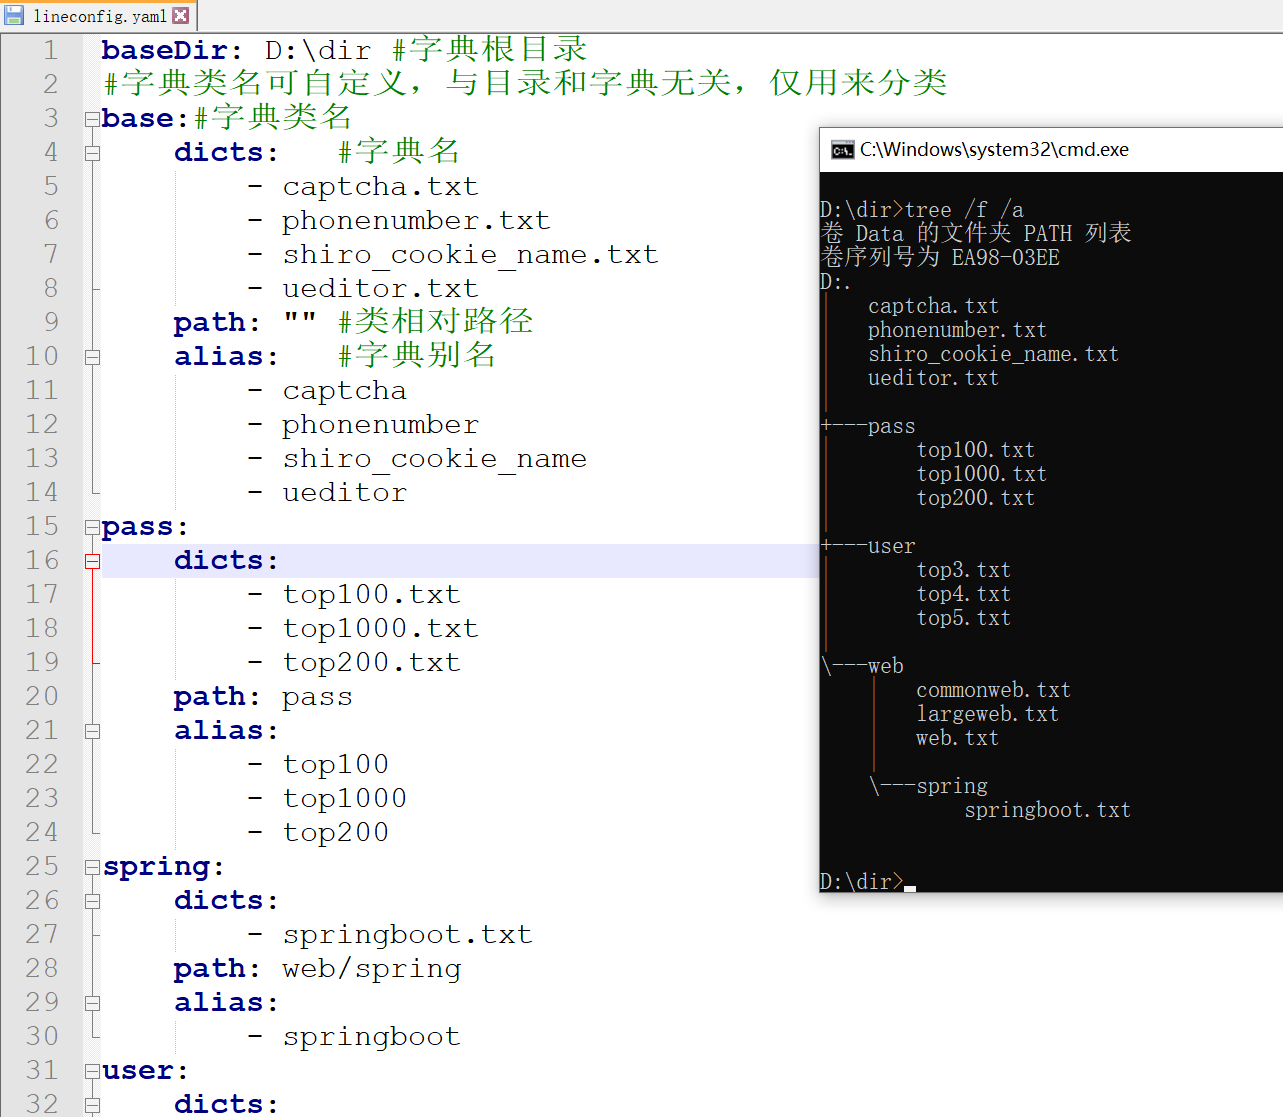 lineconfig.yaml
1 baseDir: D:\dir #字典根目录
2 #字典类名可自定义，与目录和字典无关，仅用来分类
3 base:#字典类名
4 dicts: #字典名
5 - captcha.txt
6 - phonenumber.txt
7 - shiro_cookie_name.txt
8 - ueditor.txt
9 path: "" #类相对路径
10 alias: #字典别名
11 - captcha
12 - phonenumber
13 - shiro_cookie_name
14 - ueditor
15 pass:
16 dicts:
17 - top100.txt
18 - top1000.txt
19 - top200.txt
20 path: pass
21 alias:
22 - top100
23 - top1000
24 - top200
25 spring:
26 dicts:
27 - springboot.txt
28 path: web/spring
29 alias:
30 - springboot
31 user:
32 dicts:
C:\Windows\system32\cmd.exe
D:\dir>tree /f /a
卷 Data 的文件夹 PATH 列表
卷序列号为 EA98-03EE
D:.
|   captcha.txt
|   phonenumber.txt
|   shiro_cookie_name.txt
|   ueditor.txt
|
+---pass
|       top100.txt
|       top1000.txt
|       top200.txt
|
+---user
|       top3.txt
|       top4.txt
|       top5.txt
|
\---web
    |   commonweb.txt
    |   largeweb.txt
    |   web.txt
    |
    \---spring
            springboot.txt
D:\dir>